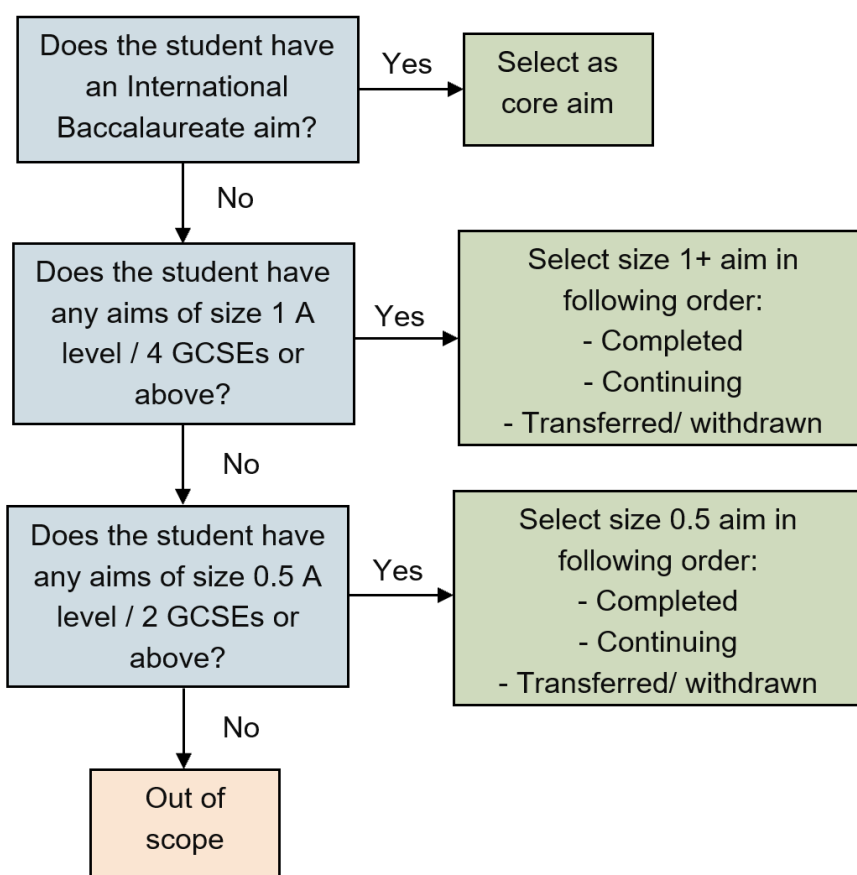 Does the student have
an International
Baccalaureate aim?
Yes
Select as
core aim
No
Does the student have
any aims of size 1 A
level / 4 GCSEs or
above?
Yes
Select size 1+ aim in
following order:
- Completed
- Continuing
- Transferred/ withdrawn
No
Does the student have
any aims of size 0.5 A
level / 2 GCSEs or
above?
Yes
Select size 0.5 aim in
following order:
- Completed
- Continuing
- Transferred/ withdrawn
No
Out of
scope